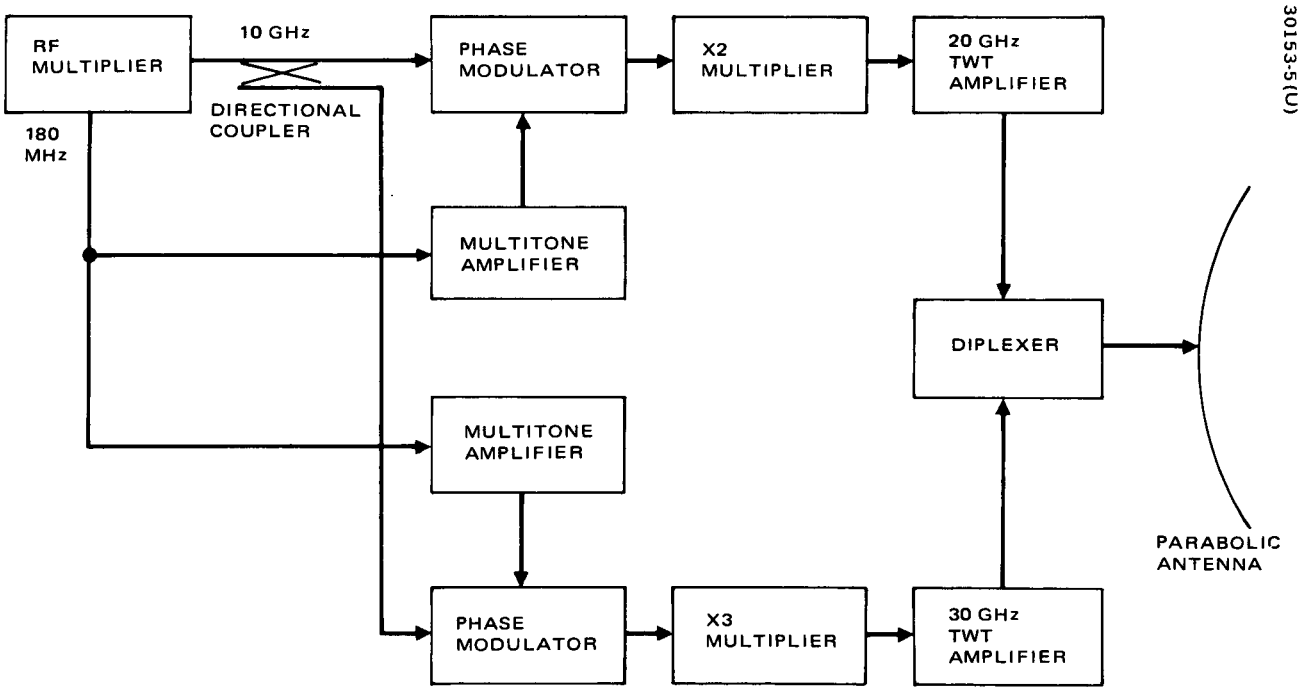 RF
MULTIPLIER
10 GHz
DIRECTIONAL
COUPLER
180
MHz
PHASE
MODULATOR
X2
MULTIPLIER
20 GHz
TWT
AMPLIFIER
30153-5(U)
MULTITONE
AMPLIFIER
DIPLEXER
MULTITONE
AMPLIFIER
PARABOLIC
ANTENNA
PHASE
MODULATOR
X3
MULTIPLIER
30 GHz
TWT
AMPLIFIER